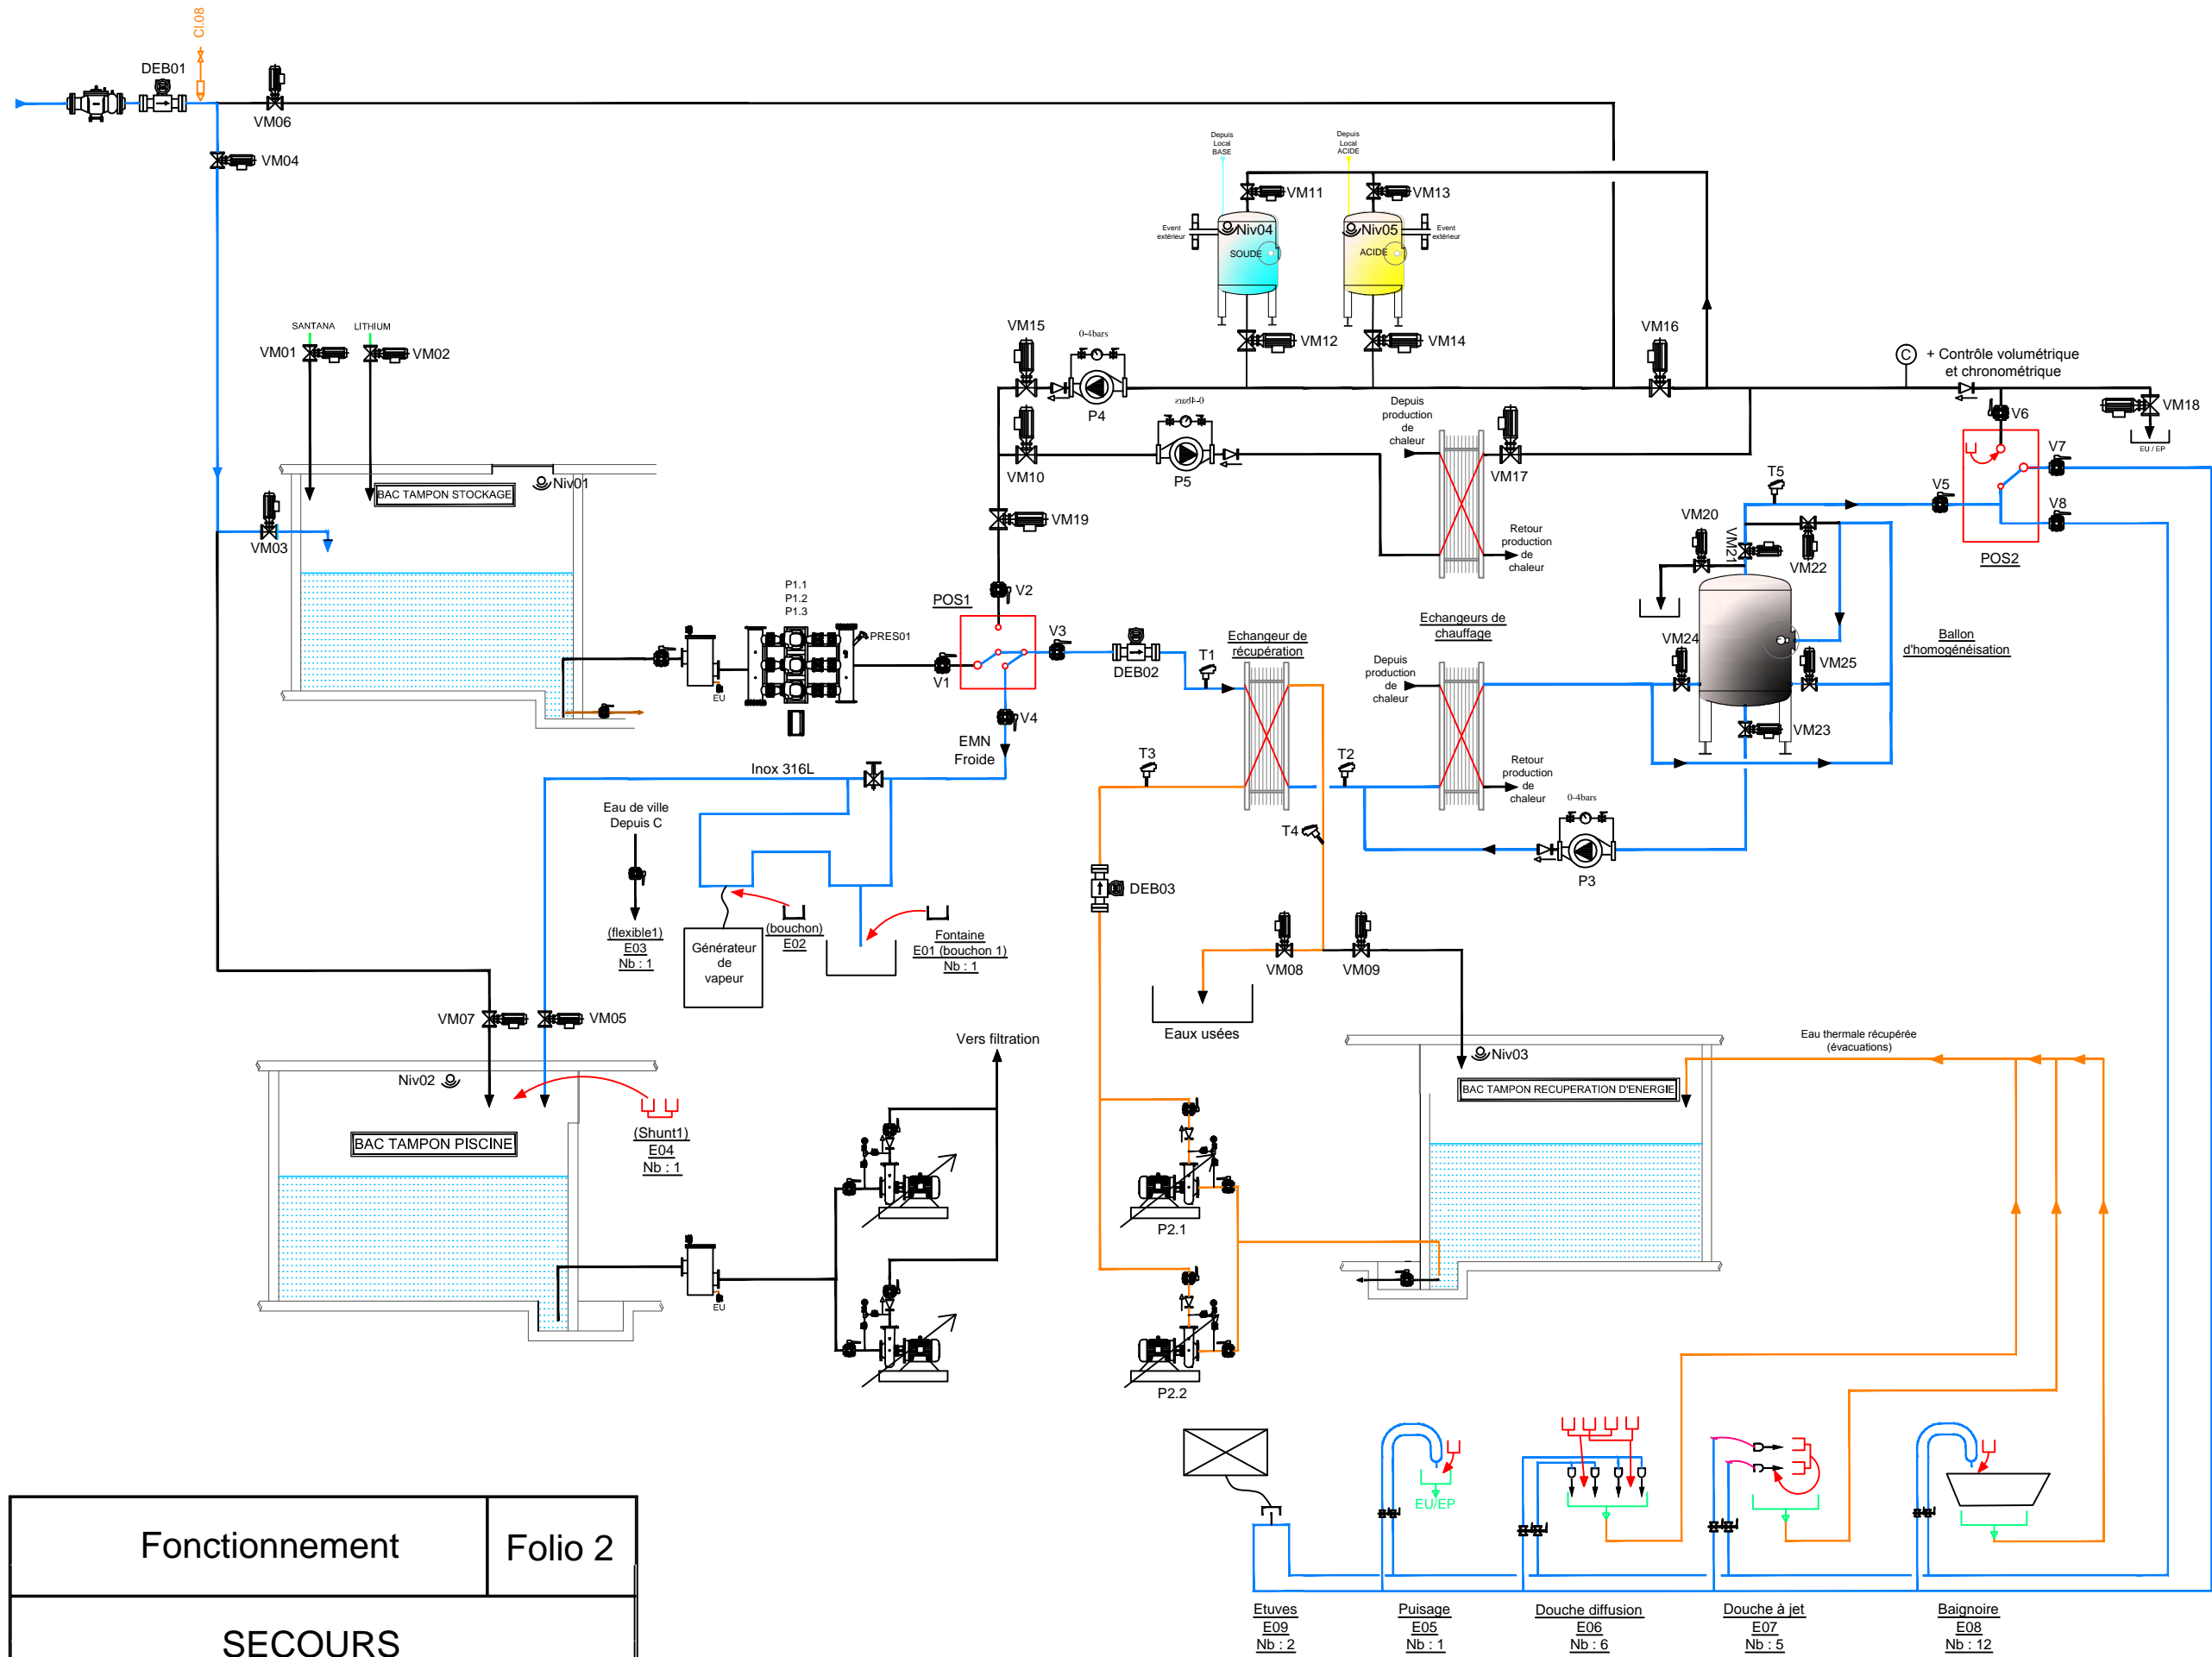 Cl.08
DEB01
VM06
VM04
Depuis
Local
BASE
Depuis
Local
ACIDE
VM11
VM13
Event
extérieur
Niv04
SOUDE
Niv05
ACIDE
Event
extérieur
SANTANA
LITHIUM
VM01
VM02
VM15
0-4bars
P4
VM12
VM14
VM16
C
+ Contrôle volumétrique
et chronométrique
VM18
EU / EP
V6
VM10
0-4bars
P5
Depuis
production
de
chaleur
VM17
Retour
production
de
chaleur
V7
T5
V5
V8
POS2
BAC TAMPON STOCKAGE
Niv01
VM03
VM19
VM20
VM21
VM22
P1.1
P1.2
P1.3
V2
POS1
PRES01
V3
V1
EU
DEB02
T1
Echangeur de
récupération
Echangeurs de
chauffage
Depuis
production
de
chaleur
VM24
VM25
Ballon
d'homogénéisation
V4
EMN
Froide
VM23
Inox 316L
T3
T2
Retour
production
de
chaleur
0-4bars
T4
P3
Eau de ville
Depuis C
DEB03
(flexible1)
E03
Nb : 1
Générateur
de
vapeur
(bouchon)
E02
Fontaine
E01 (bouchon 1)
Nb : 1
VM08
VM09
Eaux usées
VM07
VM05
Vers filtration
Niv03
Eau thermale récupérée
(évacuations)
Niv02
BAC TAMPON RECUPERATION D'ENERGIE
BAC TAMPON PISCINE
(Shunt1)
E04
Nb : 1
P2.1
EU
P2.2
EU/EP
Fonctionnement
Folio 2
SECOURS
Etuves
E09
Nb : 2
Puisage
E05
Nb : 1
Douche diffusion
E06
Nb : 6
Douche à jet
E07
Nb : 5
Baignoire
E08
Nb : 12